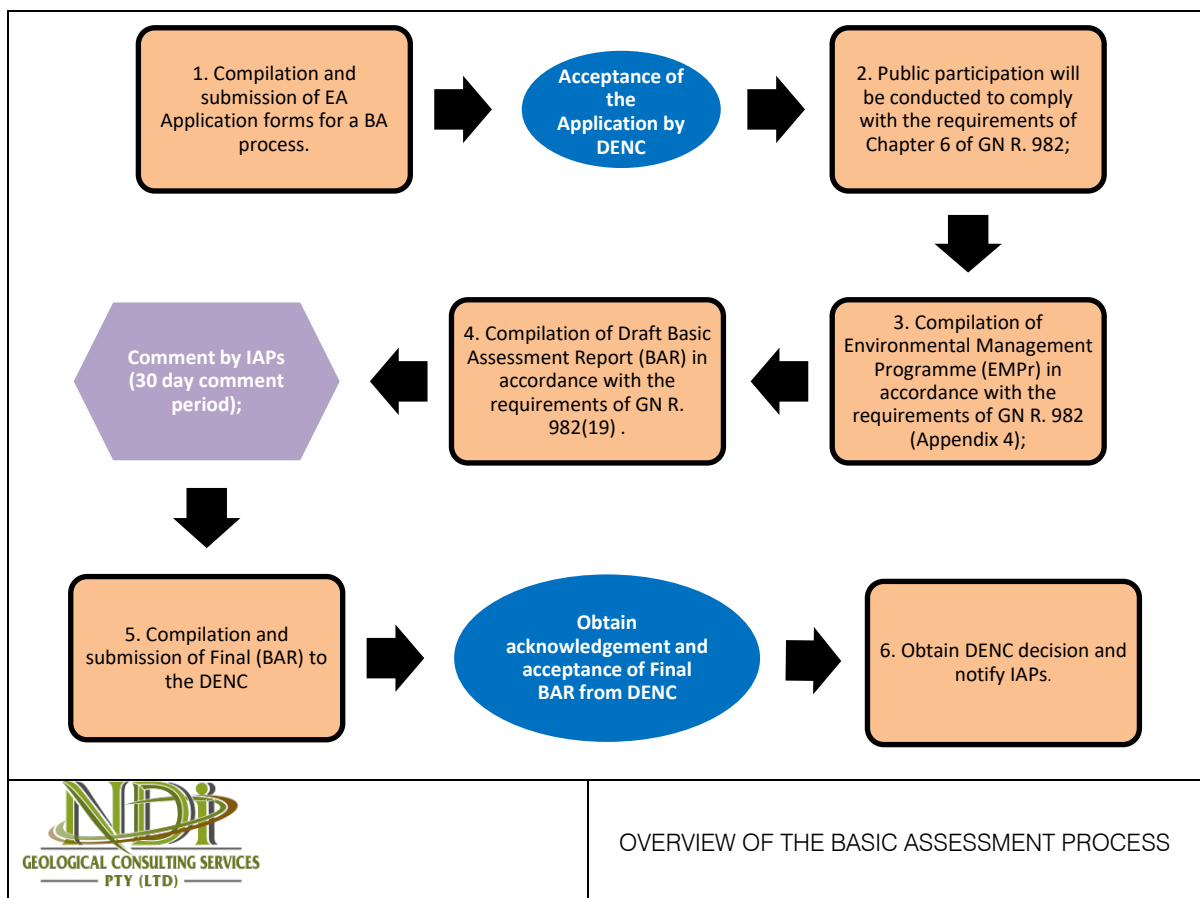 1. Compilation and
submission of EA
Application forms for a BA
process.
Acceptance of
the
Application by
DENC
2. Public participation will
be conducted to comply
with the requirements of
Chapter 6 of GN R. 982;
3. Compilation of
Environmental Management
Programme (EMPr) in
accordance with the
requirements of GN R. 982
(Appendix 4);
4. Compilation of Draft Basic
Assessment Report (BAR) in
accordance with the
requirements of GN R.
982(19) .
Comment by IAPs
(30 day comment
period);
5. Compilation and
submission of Final (BAR) to
the DENC
Obtain
acknowledgement and
acceptance of Final
BAR from DENC
6. Obtain DENC decision and
notify IAPs.
NDi
GEOLOGICAL CONSULTING SERVICES
PTY (LTD)
OVERVIEW OF THE BASIC ASSESSMENT PROCESS